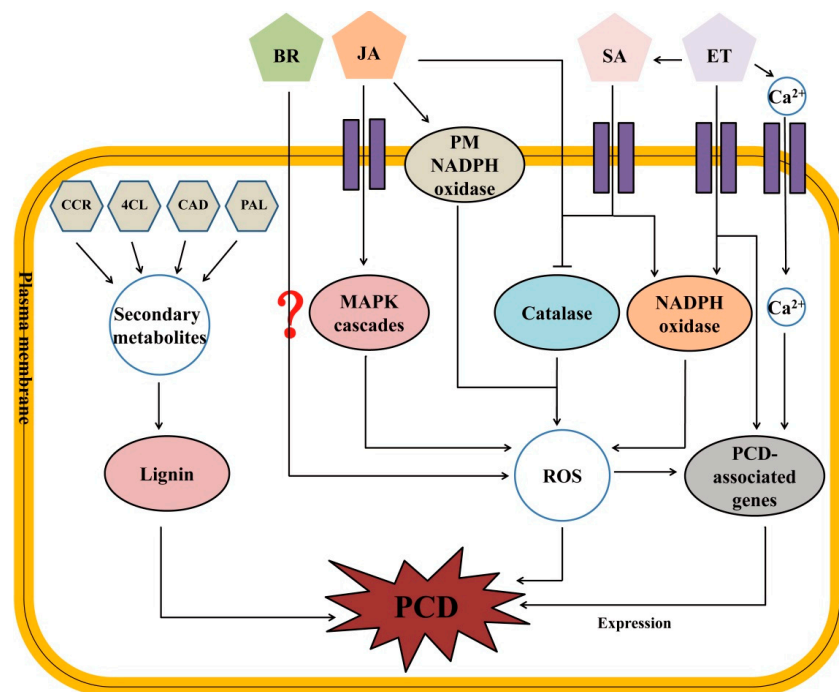 BR
JA
SA
ET
Ca²⁺
PM
NADPH
oxidase
CCR
4CL
CAD
PAL
Plasma membrane
Secondary
metabolites
?
MAPK
cascades
Catalase
NADPH
oxidase
Ca²⁺
Lignin
ROS
PCD-
associated
genes
PCD
Expression